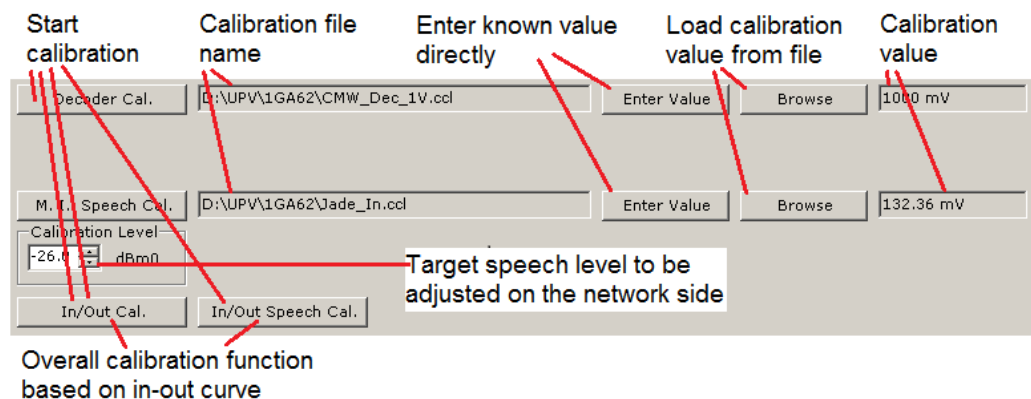 Start
calibration
Calibration file
name
Enter known value
directly
Load calibration
value from file
Calibration
value
Decoder Cal.
D:\UPV\1GA62\CMW_Dec_1V.ccl
Enter Value
Browse
1000 mV
M.I. Speech Cal.
D:\UPV\1GA62\Jade_In.ccl
Enter Value
Browse
132.36 mV
Calibration Level
-26.0 dBm0
Target speech level to be
adjusted on the network side
In/Out Cal.
In/Out Speech Cal.
Overall calibration function
based on in-out curve